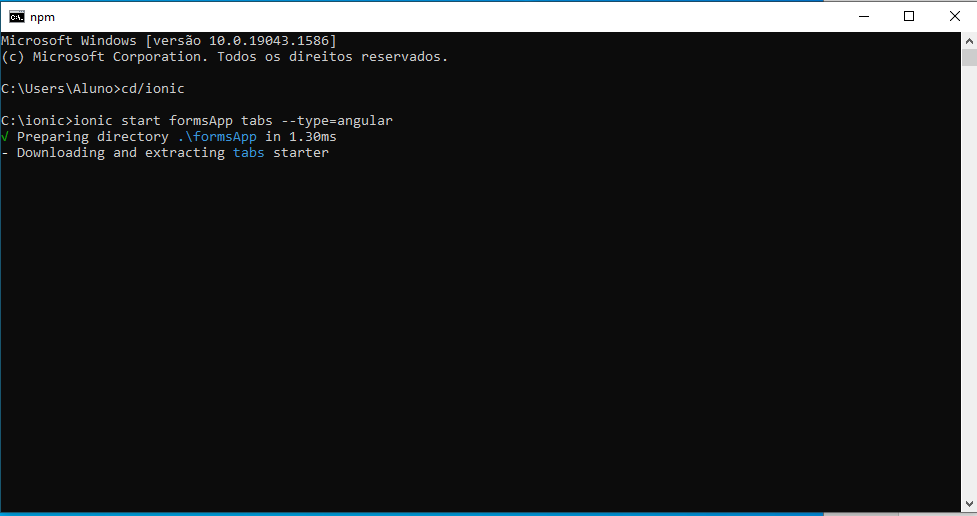 npm
Microsoft Windows [versão 10.0.19043.1586]
(c) Microsoft Corporation. Todos os direitos reservados.
C:\Users\Aluno>cd/ionic
C:\ionic>ionic start formsApp tabs --type=angular
√ Preparing directory .\formsApp in 1.30ms
- Downloading and extracting tabs starter